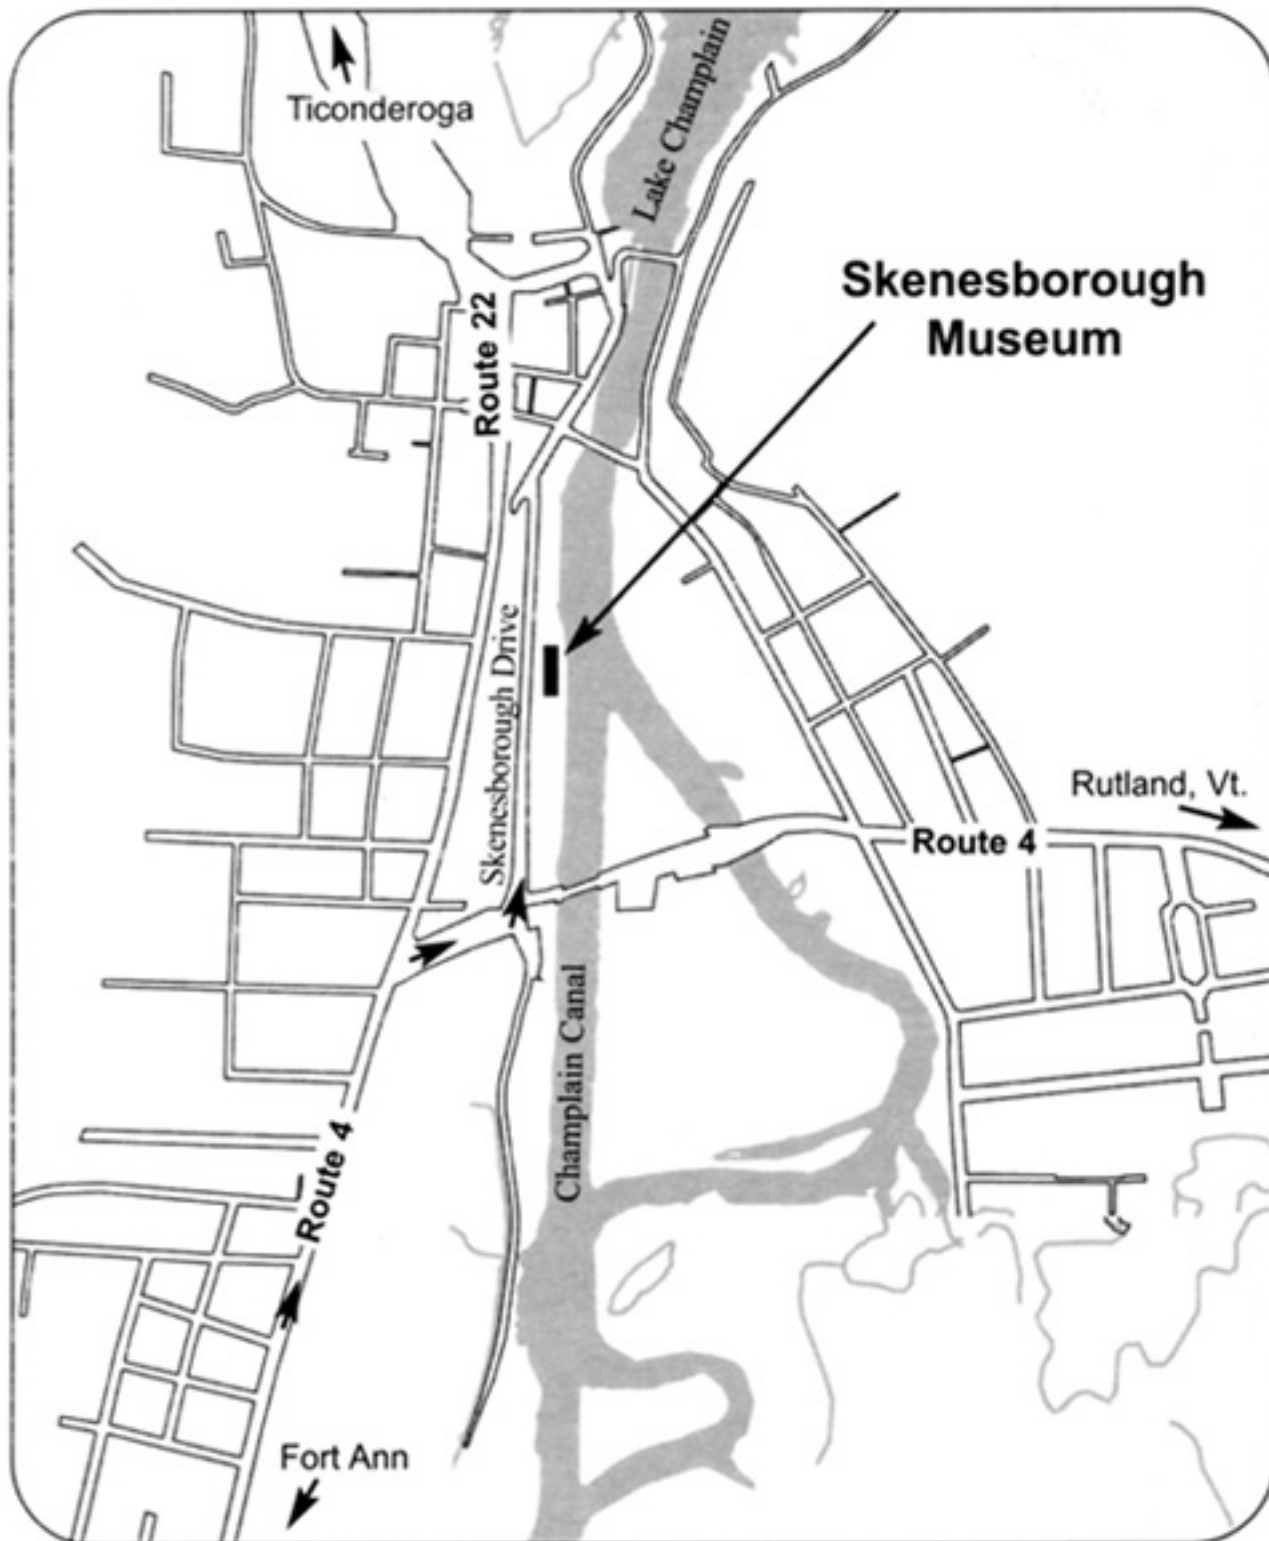 Ticonderoga
Lake Champlain
Skenesborough
Museum
Route 22
Skenesborough Drive
Rutland, Vt.
Route 4
Champlain Canal
Route 4
Fort Ann